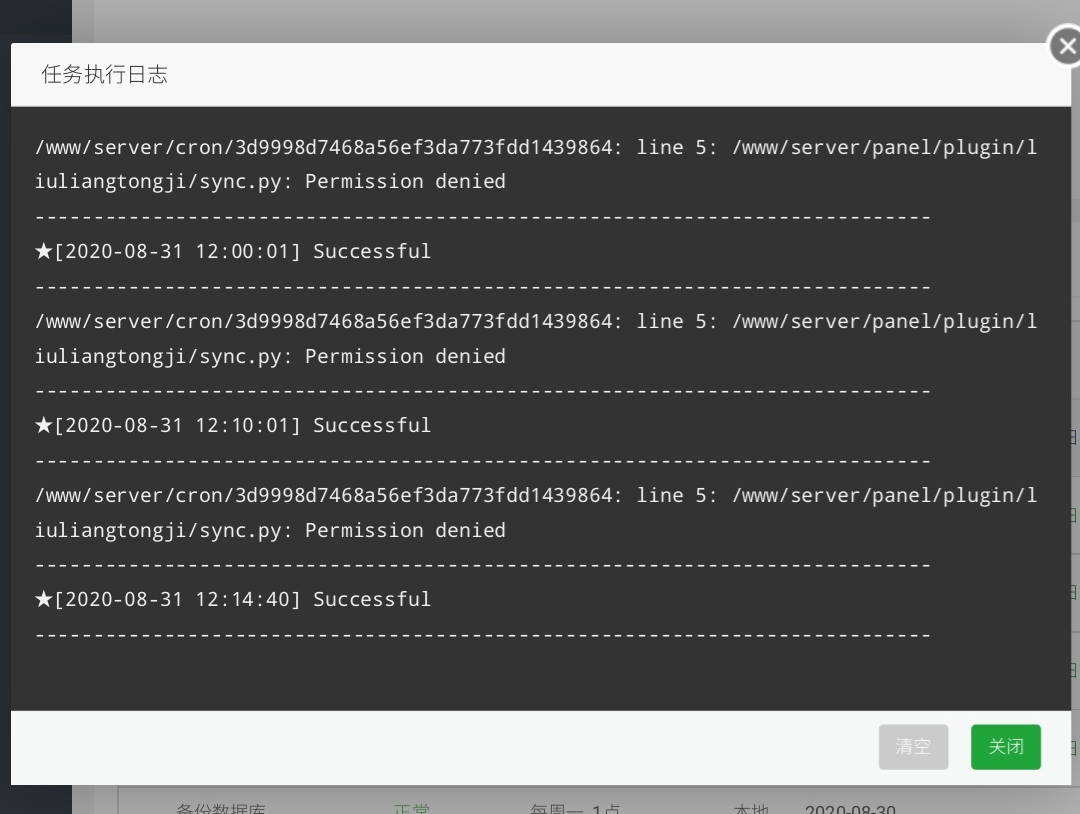 任务执行日志
/www/server/cron/3d9998d7468a56ef3da773fdd1439864: line 5: /www/server/panel/plugin/l
iuliangtongji/sync.py: Permission denied
----------------------------------------------------------------------------
★[2020-08-31 12:00:01] Successful
----------------------------------------------------------------------------
/www/server/cron/3d9998d7468a56ef3da773fdd1439864: line 5: /www/server/panel/plugin/l
iuliangtongji/sync.py: Permission denied
----------------------------------------------------------------------------
★[2020-08-31 12:10:01] Successful
----------------------------------------------------------------------------
/www/server/cron/3d9998d7468a56ef3da773fdd1439864: line 5: /www/server/panel/plugin/l
iuliangtongji/sync.py: Permission denied
----------------------------------------------------------------------------
★[2020-08-31 12:14:40] Successful
----------------------------------------------------------------------------
清空 关闭
备份数据库 正常 每周一, 1点 本地 2020-08-30